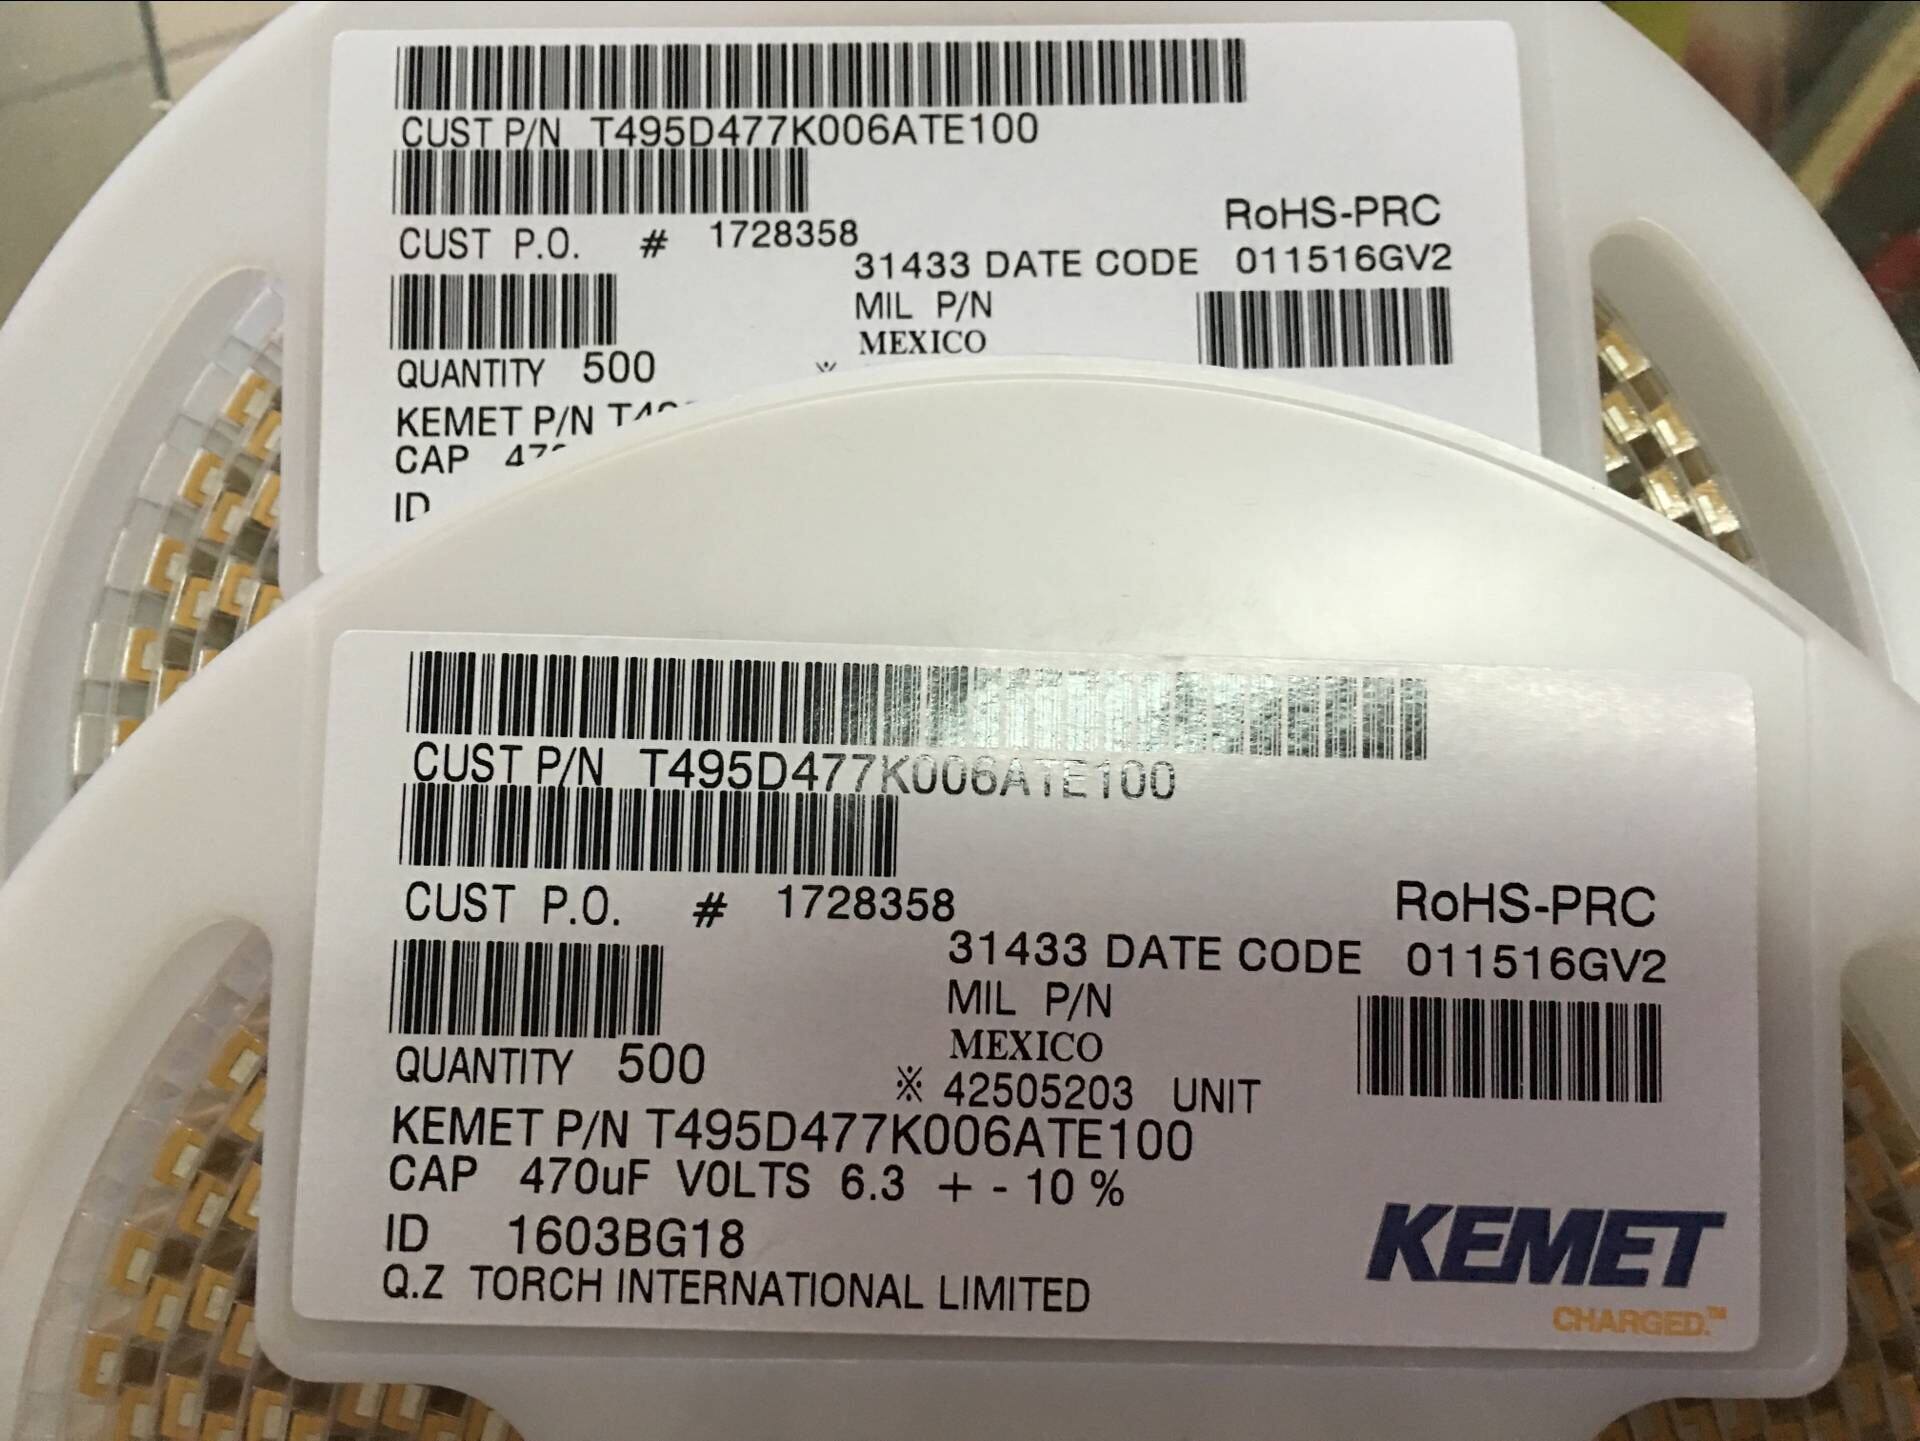 CUST P/N T495D477K006ATE100
CUST P.O. # 1728358
RoHS-PRC
31433 DATE CODE 011516GV2
MIL P/N
MEXICO
QUANTITY 500
KEMET P/N
CAP
ID
CUST P/N T495D477K006ATE100
CUST P.O. # 1728358
RoHS-PRC
31433 DATE CODE 011516GV2
MIL P/N
MEXICO
QUANTITY 500
※ 42505203 UNIT
KEMET P/N T495D477K006ATE100
CAP 470uF VOLTS 6.3 + - 10 %
ID 1603BG18
Q.Z TORCH INTERNATIONAL LIMITED
KEMET
CHARGED.™